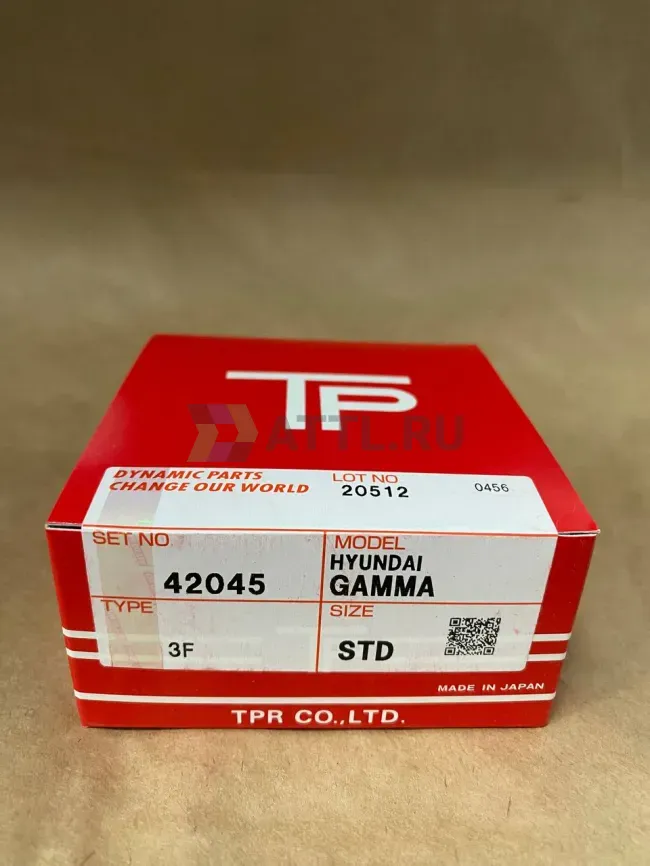 TP
ATTL.RU
DYNAMIC PARTS
CHANGE OUR WORLD
LOT NO
20512
0456
SET NO.
42045
MODEL
HYUNDAI
GAMMA
TYPE
3F
SIZE
STD
MADE IN JAPAN
TPR CO.,LTD.